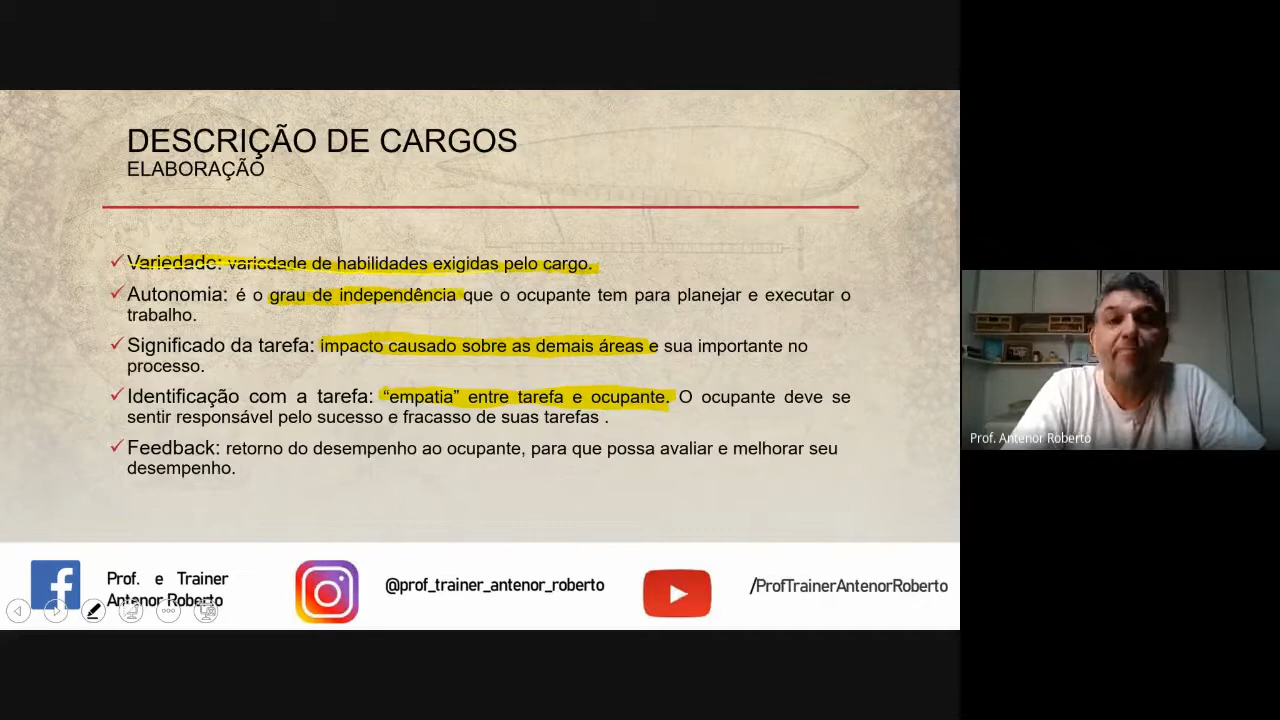 DESCRIÇÃO DE CARGOS
ELABORAÇÃO
Variedade: variedade de habilidades exigidas pelo cargo.
Autonomia: é o grau de independência que o ocupante tem para planejar e executar o
trabalho.
Significado da tarefa: impacto causado sobre as demais áreas e sua importante no
processo.
Identificação com a tarefa: “empatia” entre tarefa e ocupante. O ocupante deve se
sentir responsável pelo sucesso e fracasso de suas tarefas .
Feedback: retorno do desempenho ao ocupante, para que possa avaliar e melhorar seu
desempenho.
Prof. e Trainer
Antenor Roberto
@prof_trainer_antenor_roberto
/ProfTrainerAntenorRoberto
Prof. Antenor Roberto